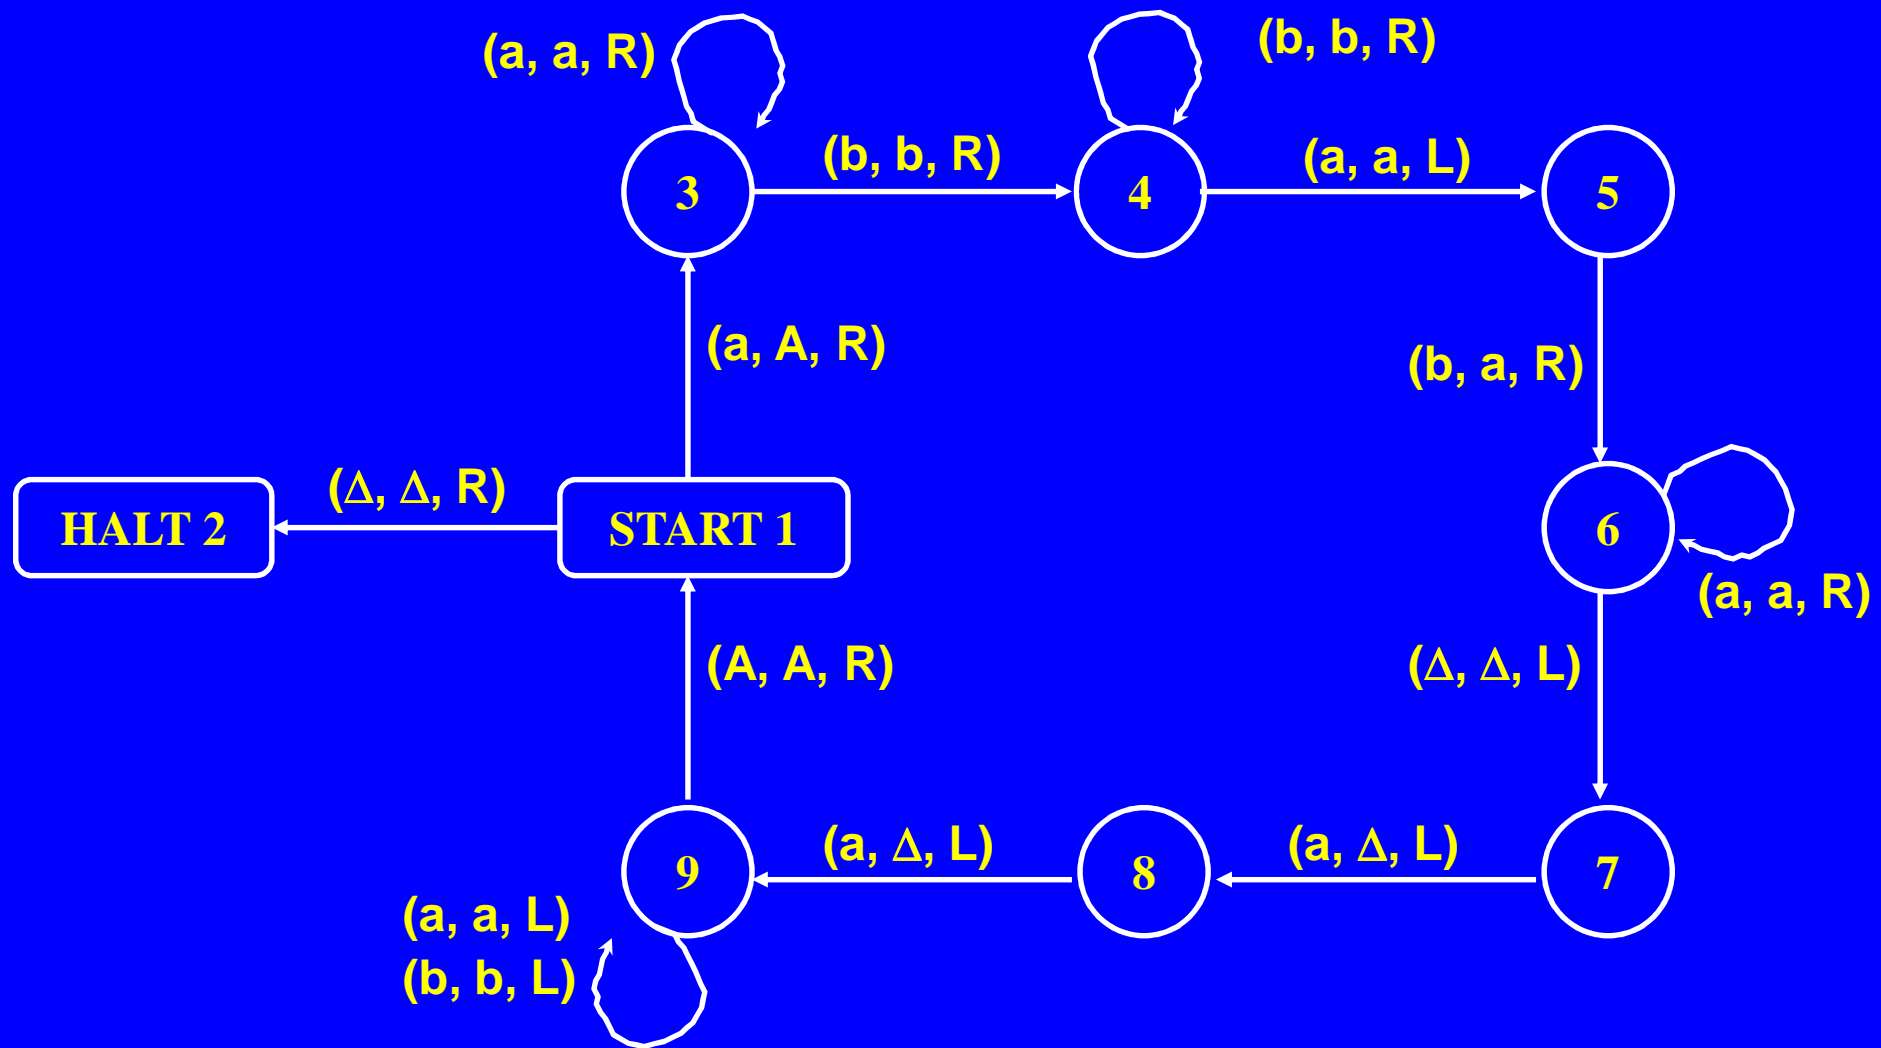 (a, a, R)
(b, b, R)
(b, b, R)
(a, a, L)
3
4
5
(a, A, R)
(b, a, R)
(Δ, Δ, R)
HALT 2
START 1
6
(a, a, R)
(A, A, R)
(Δ, Δ, L)
(a, Δ, L)
(a, Δ, L)
9
8
7
(a, a, L)
(b, b, L)